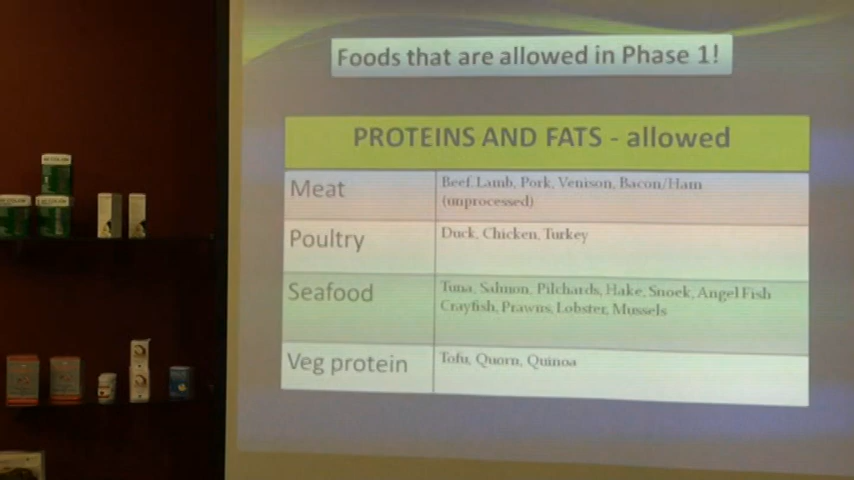 Foods that are allowed in Phase 1!
PROTEINS AND FATS - allowed
Meat
Beef, Lamb, Pork, Venison, Bacon/Ham
(unprocessed)
Poultry
Duck, Chicken, Turkey
Seafood
Tuna, Salmon, Pilchards, Hake, Snoek, Angel Fish
Crayfish, Prawns, Lobster, Mussels
Veg protein
Tofu, Quorn, Quinoa